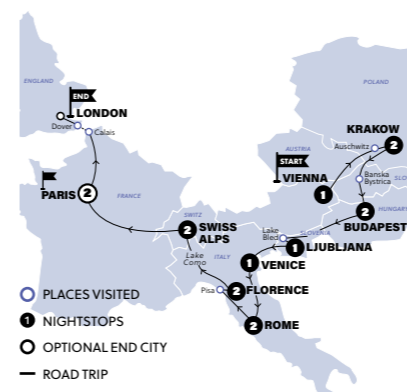 ENGLAND
END
LONDON
Dover
Calais
POLAND
KRAKOW
2
Auschwitz
AUSTRIA
START
VIENNA
1
Banska
Bystrica
SLO
HUNGARY
2
BUDAPEST
PARIS
2
FRANCE
SWITZ
2
SWISS
ALPS
Lake
Como
ITALY
Lake
Bled
SLOVENIA
1
LJUBLJANA
1
VENICE
Pisa
2
FLORENCE
2
ROME
PLACES VISITED
1 NIGHTSTOPS
OPTIONAL END CITY
ROAD TRIP